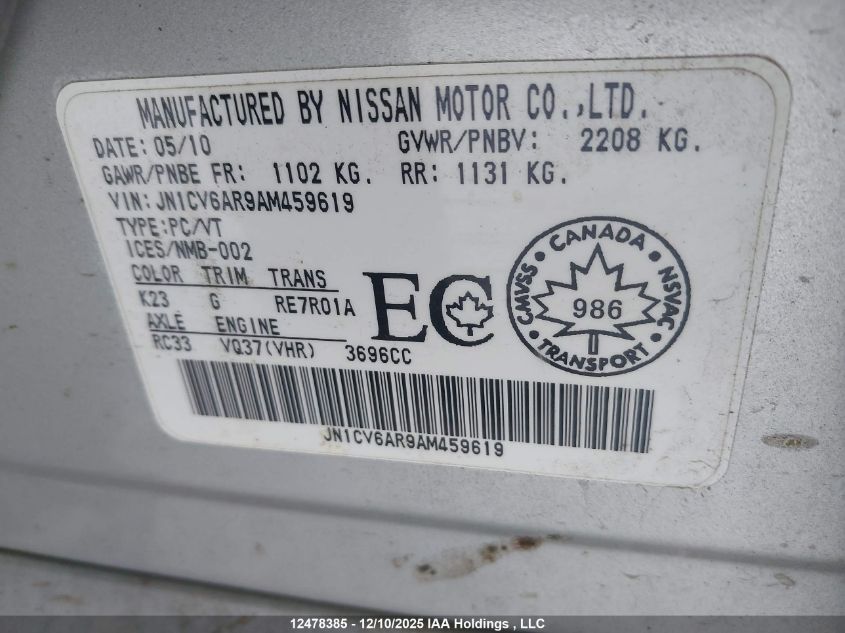 MANUFACTURED BY NISSAN MOTOR CO.,LTD.
DATE: 05/10 GVWR/PNBV: 2208 KG.
GAWR/PNBE FR: 1102 KG. RR: 1131 KG.
VIN: JN1CV6AR9AM459619
TYPE:PC/VT
ICES/NMB-002
COLOR TRIM TRANS
K23 G RE7R01A
AXLE ENGINE
RC33 VQ37(VHR) 3696CC
EC
CANADA
CMVSS NSVAC
986
TRANSPORT
JN1CV6AR9AM459619
12478385 - 12/10/2025 IAA Holdings , LLC